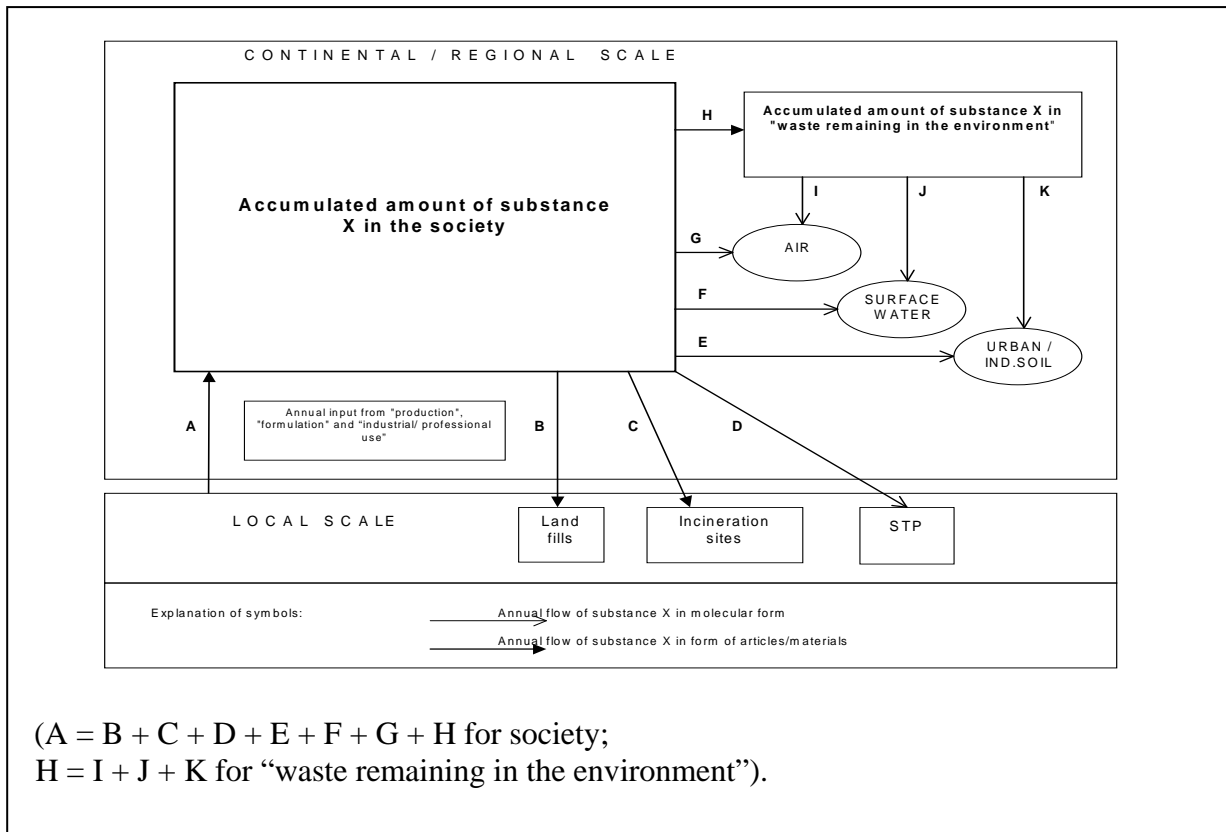 CONTINENTAL / REGIONAL SCALE
Accumulated amount of substance
X in the society
H
Accumulated amount of substance X in
"waste remaining in the environment"
I
J
K
G
AIR
F
SURFACE
WATER
E
URBAN /
IND.SOIL
A
Annual input from "production",
"formulation" and “industrial/ professional
use”
B
C
D
LOCAL SCALE
Land
fills
Incineration
sites
STP
Explanation of symbols:
Annual flow of substance X in molecular form
Annual flow of substance X in form of articles/materials
(A = B + C + D + E + F + G + H for society;
H = I + J + K for “waste remaining in the environment”).